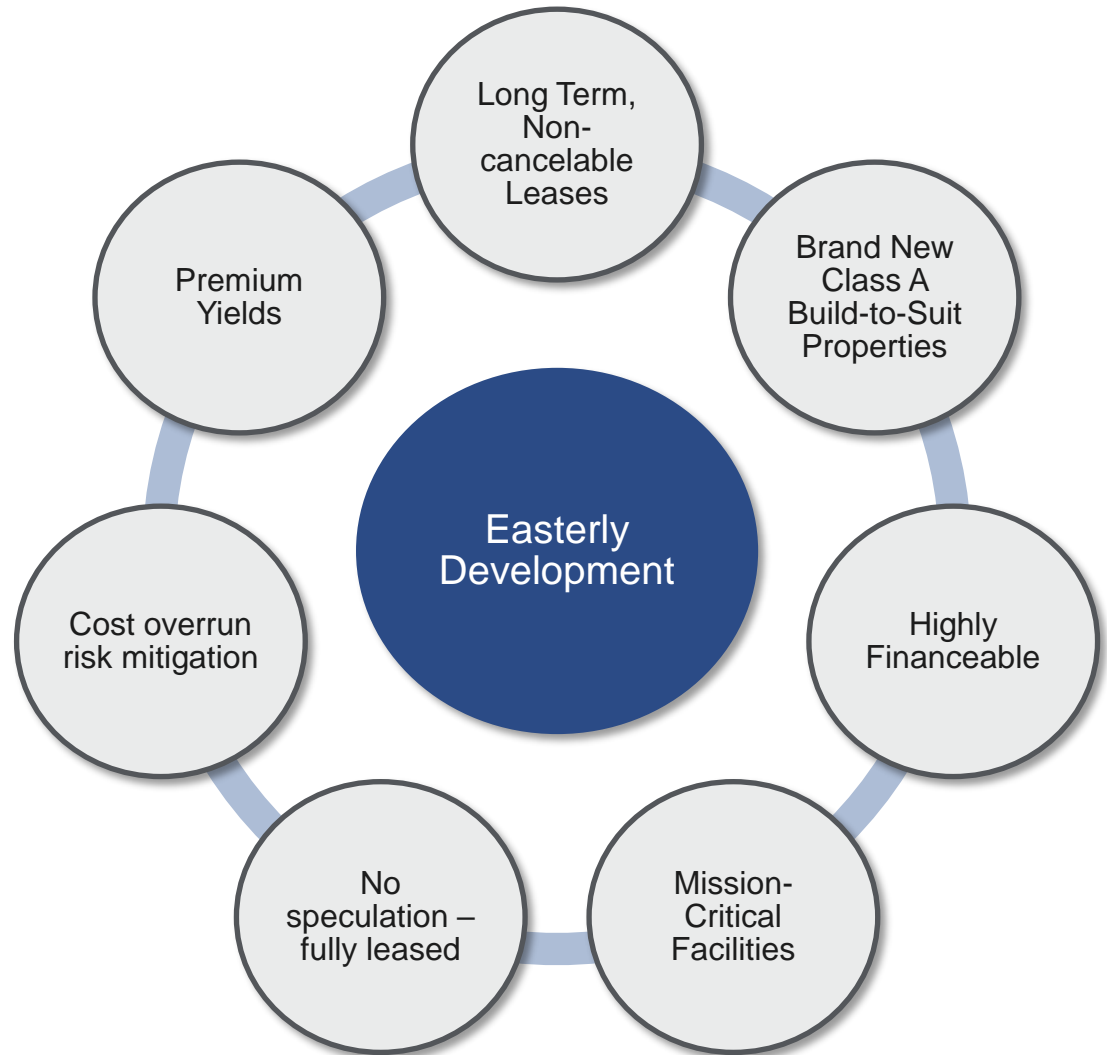 Long Term,
Non-
cancelable
Leases
Brand New
Class A
Build-to-Suit
Properties
Highly
Financeable
Mission-
Critical
Facilities
No
speculation –
fully leased
Cost overrun
risk mitigation
Premium
Yields
Easterly
Development